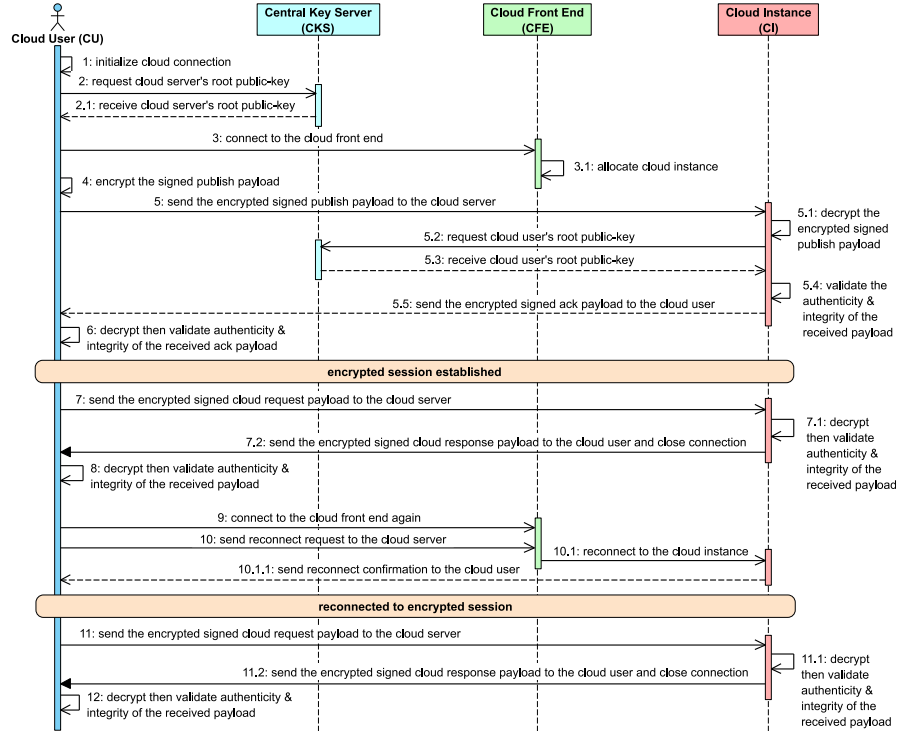 Cloud User (CU)
Central Key Server
(CKS)
Cloud Front End
(CFE)
Cloud Instance
(CI)
1: initialize cloud connection
2: request cloud server's root public-key
2.1: receive cloud server's root public-key
3: connect to the cloud front end
3.1: allocate cloud instance
4: encrypt the signed publish payload
5: send the encrypted signed publish payload to the cloud server
5.1: decrypt the
encrypted signed
publish payload
5.2: request cloud user's root public-key
5.3: receive cloud user's root public-key
5.4: validate the
authenticity &
integrity of the
received payload
5.5: send the encrypted signed ack payload to the cloud user
6: decrypt then validate authenticity &
integrity of the received ack payload
encrypted session established
7: send the encrypted signed cloud request payload to the cloud server
7.1: decrypt
then validate
authenticity &
integrity of the
received payload
7.2: send the encrypted signed cloud response payload to the cloud user and close connection
8: decrypt then validate authenticity &
integrity of the received payload
9: connect to the cloud front end again
10: send reconnect request to the cloud server
10.1: reconnect to the cloud instance
10.1.1: send reconnect confirmation to the cloud user
reconnected to encrypted session
11: send the encrypted signed cloud request payload to the cloud server
11.1: decrypt
then validate
authenticity &
integrity of the
received payload
11.2: send the encrypted signed cloud response payload to the cloud user and close connection
12: decrypt then validate authenticity &
integrity of the received payload